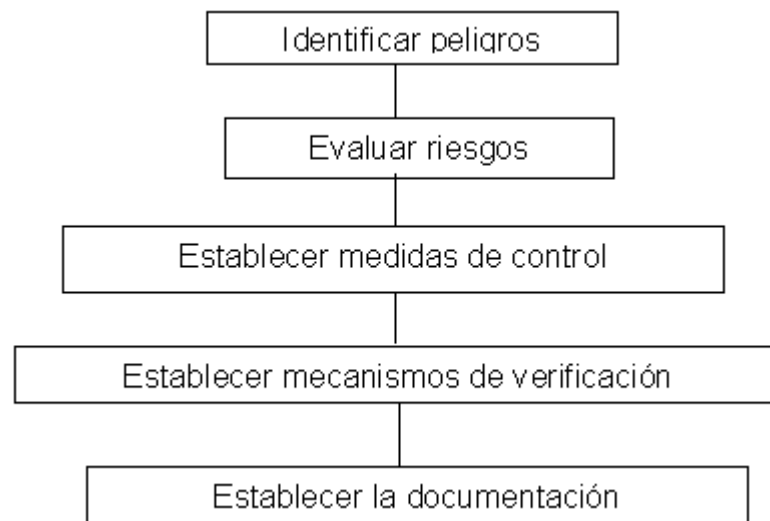 Identificar peligros
Evaluar riesgos
Establecer medidas de control
Establecer mecanismos de verificación
Establecer la documentación